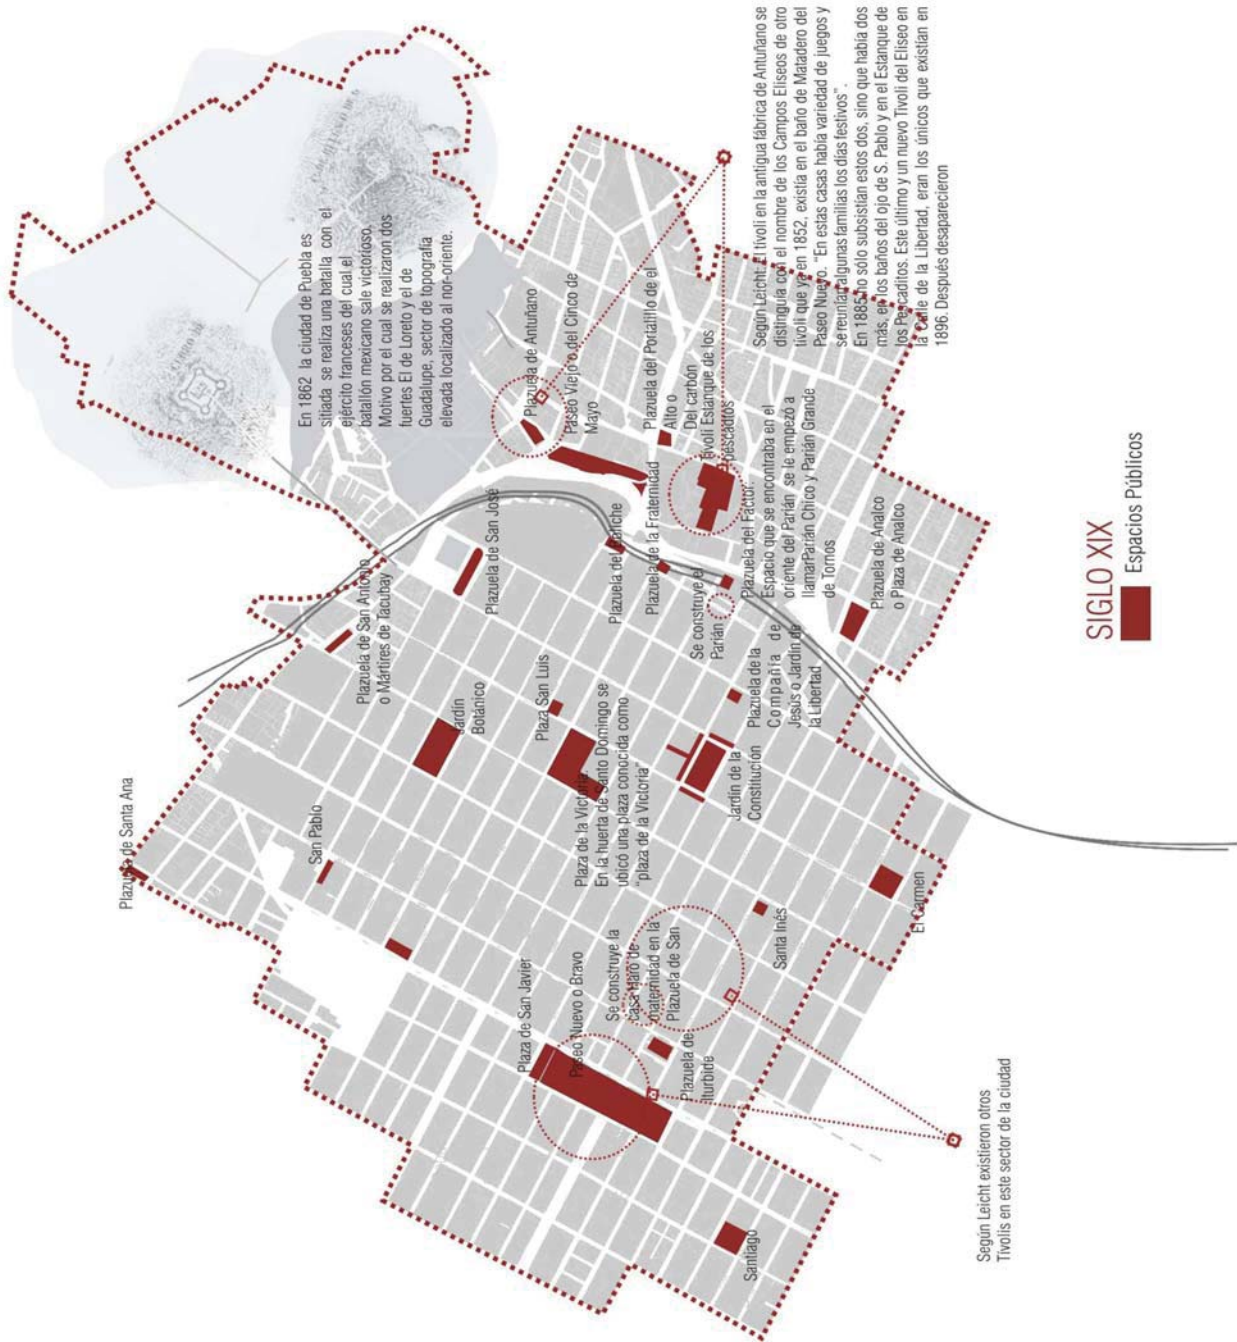 Plazuela de Santa Ana
San Pablo
Plazuela de San Antonio
o Mártires de Tacubay
Jardín
Botánico
Plazuela de San José
En 1862 la ciudad de Puebla es
sitiada se realiza una batalla con el
ejército franceses del cual el
batallón mexicano sale victorioso,
Motivo por el cual se realizaron dos
fuertes El de Loreto y el de
Guadalupe, sector de topografía
elevada localizado al nor-oriente.
Plazuela de Antuñano
Paseo Viejo o del Cinco de
Mayo
Plaza de San Javier
Paseo Nuevo o Bravo
Se construye la
casa Haro de
maternidad en la
Plazuela de San
Plazuela de
Iturbide
Plaza San Luis
Plaza de la Victoria.
En la huerta de Santo Domingo se
ubicó una plaza conocida como
“plaza de la Victoria”
Plazuela de la Fraternidad
Se construye el
Parián
Plazuela del Portalillo de el
Alto o
Del carbón
Tívoli Estanque de los
pescaditos
Plazuela del Factor.
Espacio que se encontraba en el
oriente del Parián, se le empezó a
llamarParián Chico y Parián Grande
de Tornos
Jardín de la
Constitución
Plazuela de la
Compañía de
Jesús o Jardín de
la Libertad
Plazuela de Analco
o Plaza de Analco
Santiago
Santa Inés
El Carmen
Según Leicht: El tívoli en la antigua fábrica de Antuñano se
distinguía con el nombre de los Campos Elíseos de otro
tívoli que ya en 1852, existía en el baño de Matadero del
Paseo Nuevo. “En estas casas había variedad de juegos y
se reunían algunas familias los días festivos”.
En 1885 no sólo subsistían estos dos, sino que había dos
más, en los baños del ojo de S. Pablo y en el Estanque de
los Pescaditos. Este último y un nuevo Tívoli del Eliseo en
la Calle de la Libertad, eran los únicos que existían en
1896. Después desaparecieron
Según Leicht existieron otros
Tívolis en este sector de la ciudad
SIGLO XIX
Espacios Públicos